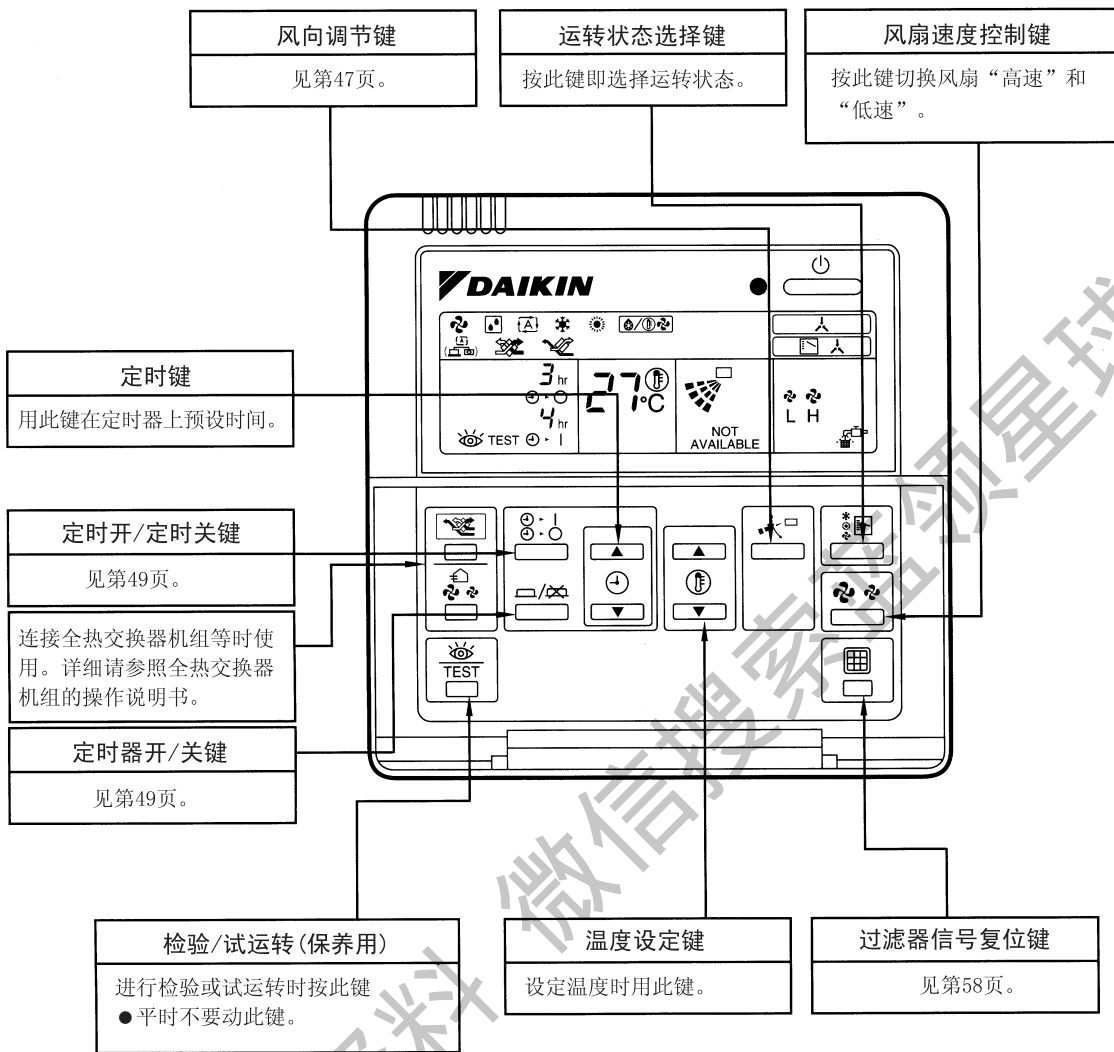 风向调节键
见第47页。
运转状态选择键
按此键即选择运转状态。
风扇速度控制键
按此键切换风扇“高速”和
“低速”。
DAIKIN
3 hr
4 hr
TEST
27 °C
NOT
AVAILABLE
L H
定时键
用此键在定时器上预设时间。
定时开/定时关键
见第49页。
连接全热交换器机组等时使
用。详细请参照全热交换器
机组的操作说明书。
定时器开/关键
见第49页。
TEST
检验/试运转(保养用)
进行检验或试运转时按此键
●平时不要动此键。
温度设定键
设定温度时用此键。
过滤器信号复位键
见第58页。
料 微信搜索蓝领星球